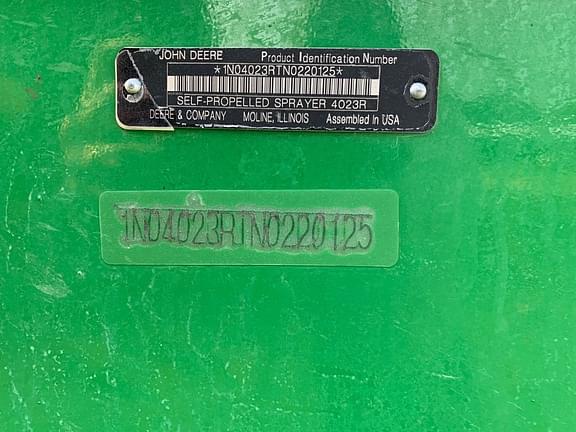 JOHN DEERE Product Identification Number
*1N04023RTN0220125*
SELF-PROPELLED SPRAYER 4023R
DEERE & COMPANY MOLINE, ILLINOIS Assembled in USA
1N04023RTN0220125